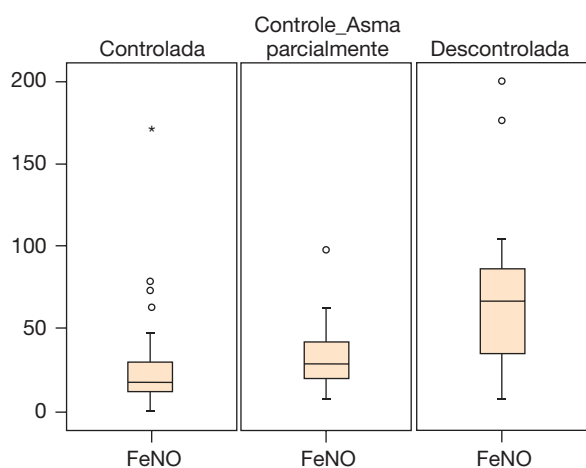 Controle_Asma
Controlada
parcialmente
Descontrolada
200
150
100
50
0
FeNO
FeNO
FeNO